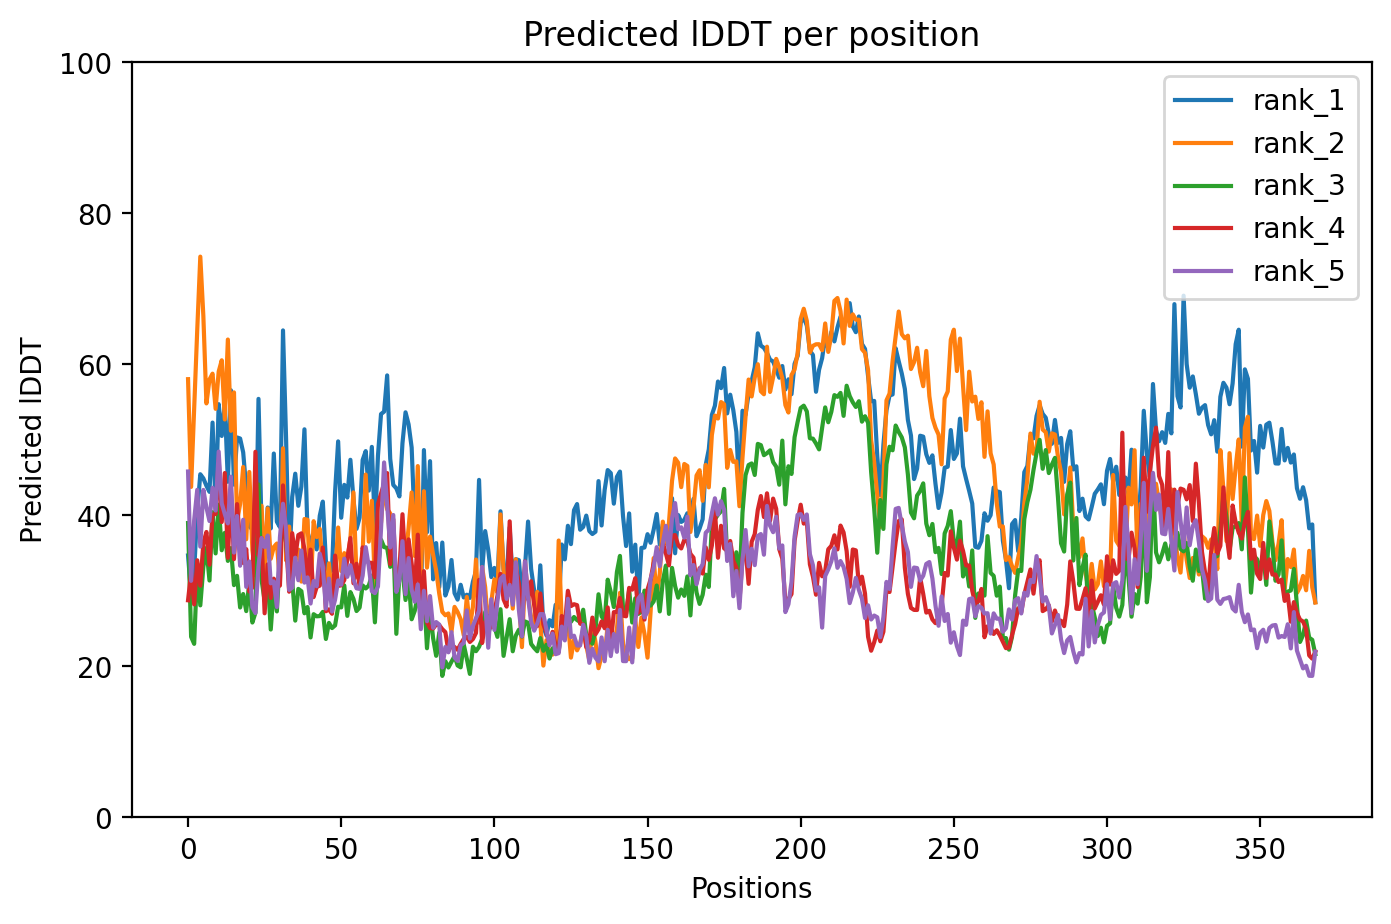 Predicted lDDT per position
100
80
60
40
20
0
Predicted lDDT
rank_1
rank_2
rank_3
rank_4
rank_5
0 50 100 150 200 250 300 350
Positions